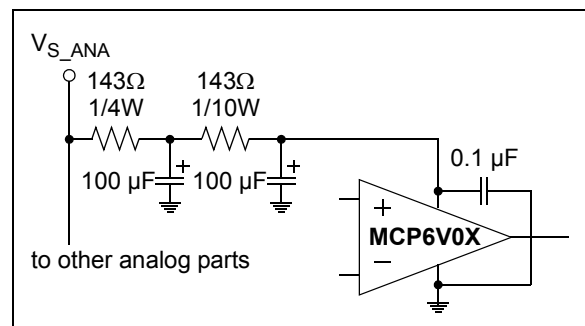 V_S_ANA
143Ω 143Ω
1/4W 1/10W
100 µF 100 µF
0.1 µF
+
+
+
MCP6V0X
−
to other analog parts